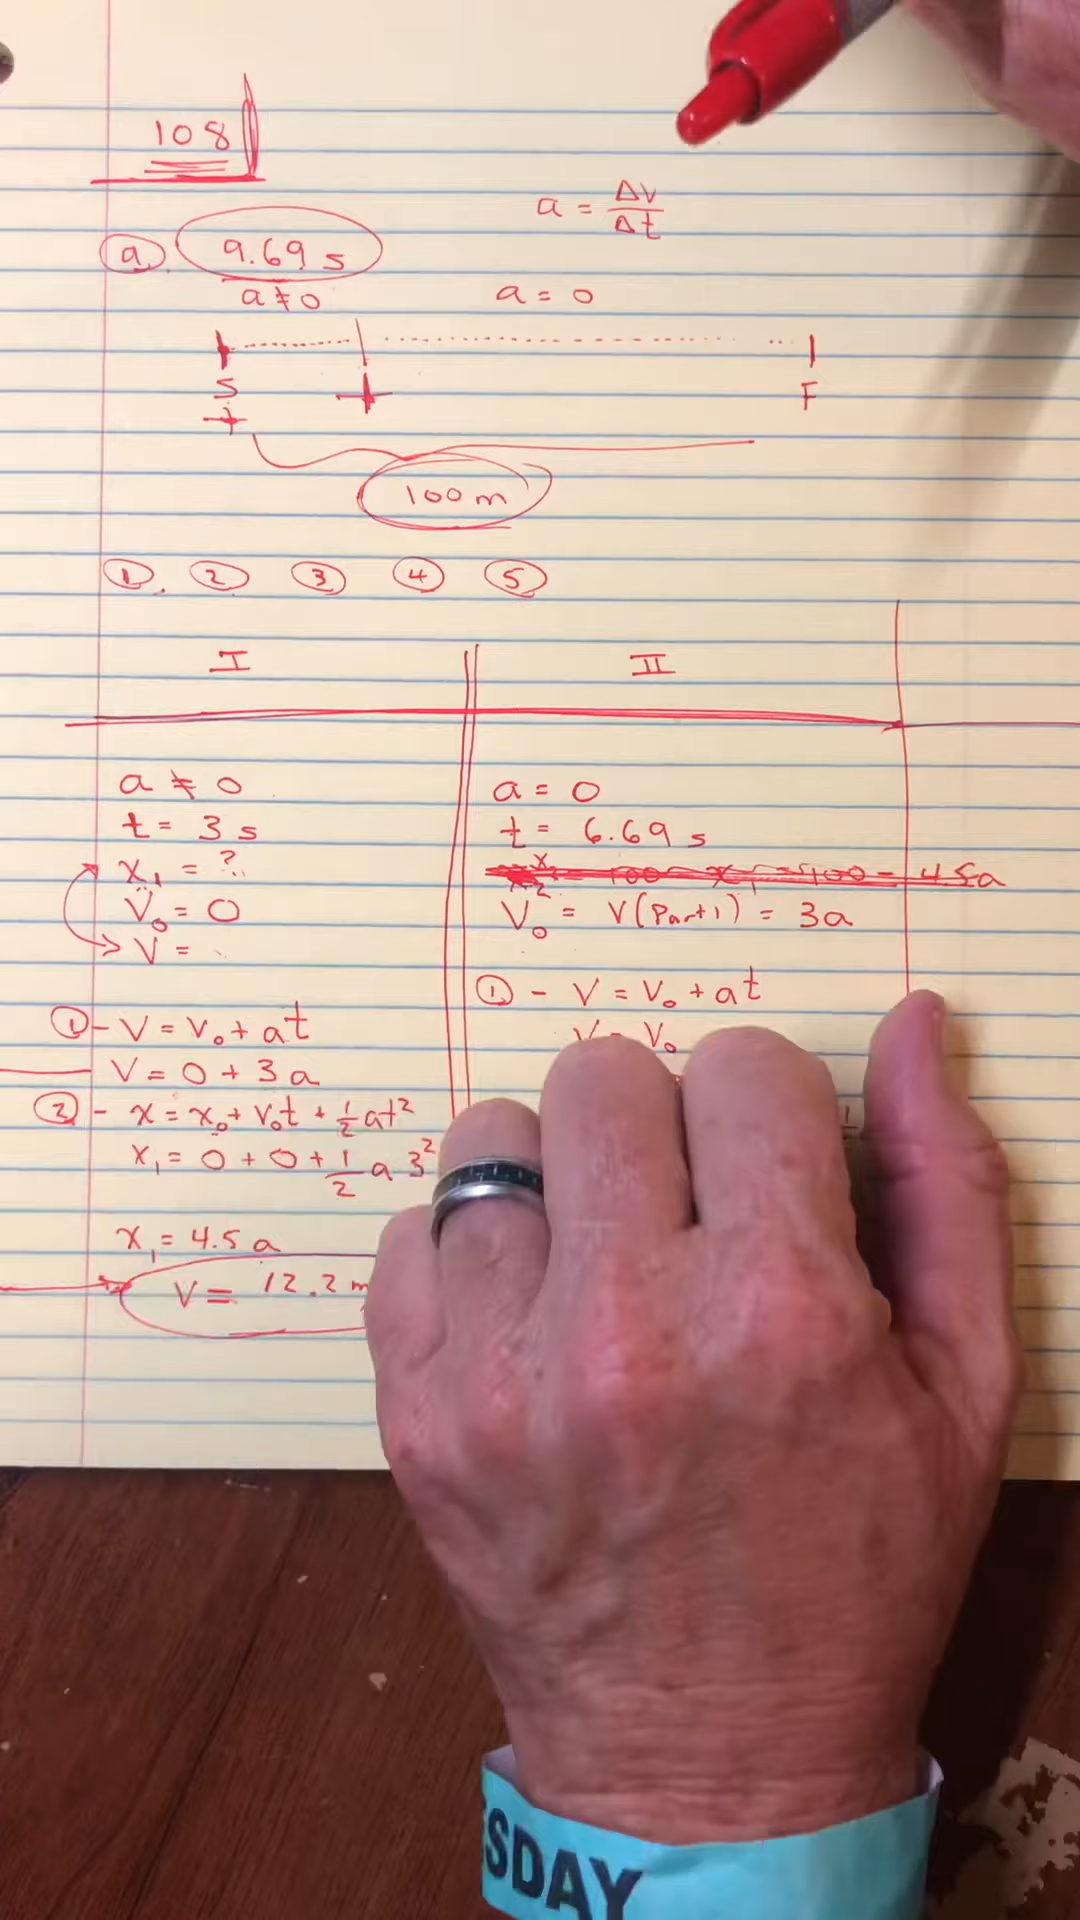 108
a = Δv/Δt
a. 9.69 s
a ≠ 0 a = 0
S F
100 m
1. 2 3 4 5
I II
a ≠ 0
t = 3 s
x₁ = ?
V₀ = 0
V =
1 - V = V₀ + at
V = 0 + 3a
2 - x = x₀ + V₀t + ½at²
x₁ = 0 + 0 + 1/2 a 3²
x₁ = 4.5 a
V = 12.2 m
a = 0
t = 6.69 s
V₀ = V(Part 1) = 3a
1. - V = V₀ + at
V₀
SDAY